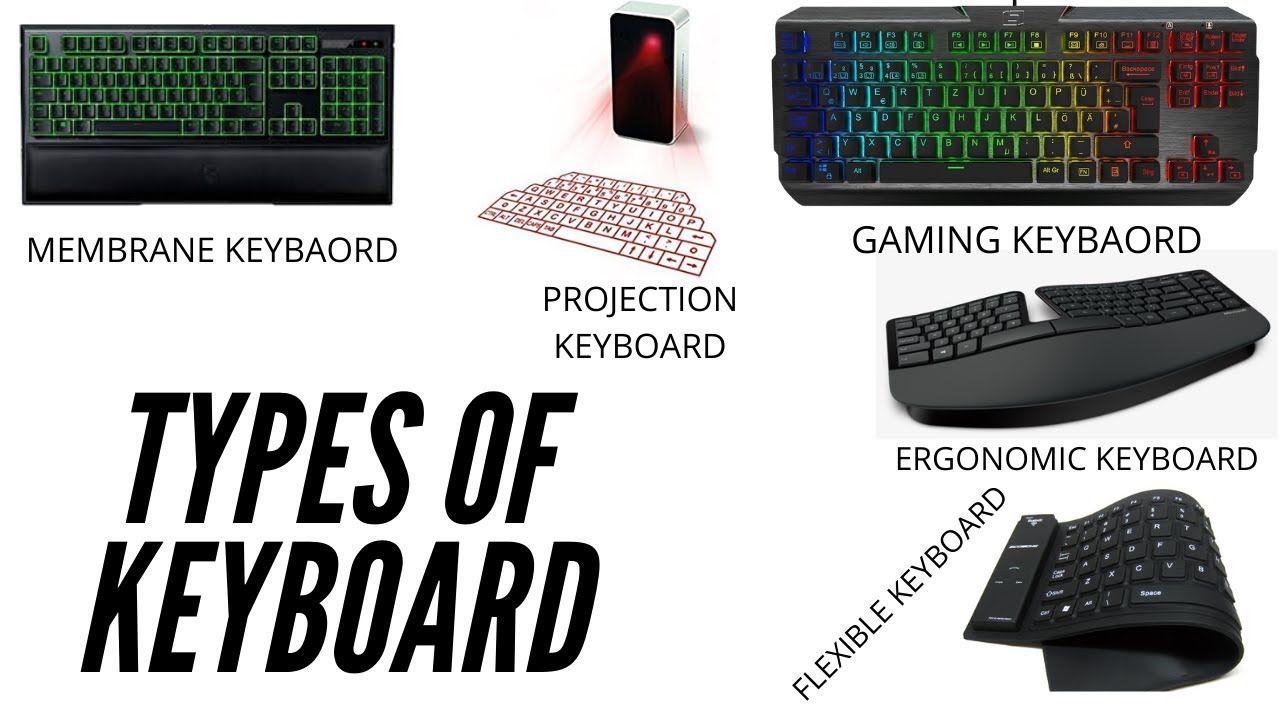 MEMBRANE KEYBAORD
PROJECTION
KEYBOARD
GAMING KEYBAORD
ERGONOMIC KEYBOARD
FLEXIBLE KEYBOARD
TYPES OF
KEYBOARD